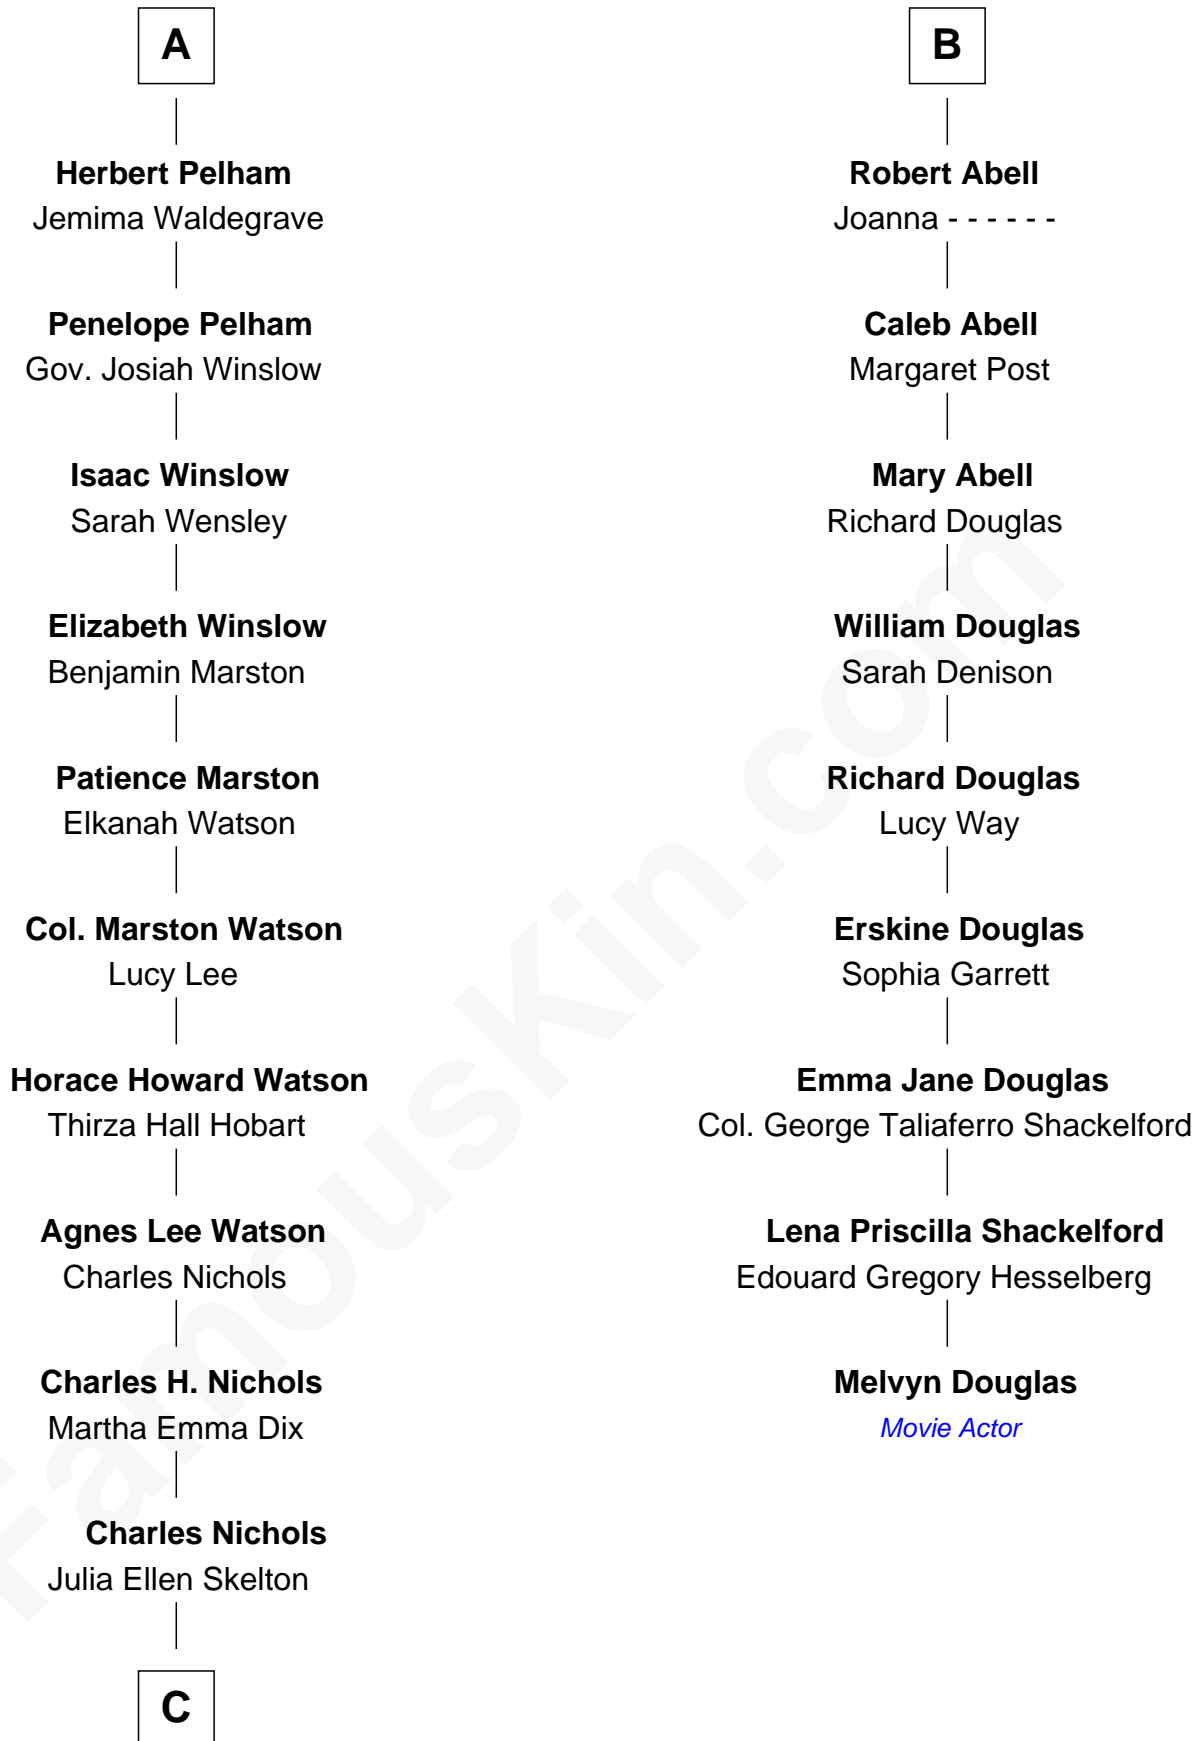 A
Herbert Pelham
Jemima Waldegrave
Penelope Pelham
Gov. Josiah Winslow
Isaac Winslow
Sarah Wensley
Elizabeth Winslow
Benjamin Marston
Patience Marston
Elkanah Watson
Col. Marston Watson
Lucy Lee
Horace Howard Watson
Thirza Hall Hobart
Agnes Lee Watson
Charles Nichols
Charles H. Nichols
Martha Emma Dix
Charles Nichols
Julia Ellen Skelton
C
B
Robert Abell
Joanna - - - - - -
Caleb Abell
Margaret Post
Mary Abell
Richard Douglas
William Douglas
Sarah Denison
Richard Douglas
Lucy Way
Erskine Douglas
Sophia Garrett
Emma Jane Douglas
Col. George Taliaferro Shackelford
Lena Priscilla Shackelford
Edouard Gregory Hesselberg
Melvyn Douglas
Movie Actor
FamousKin.com